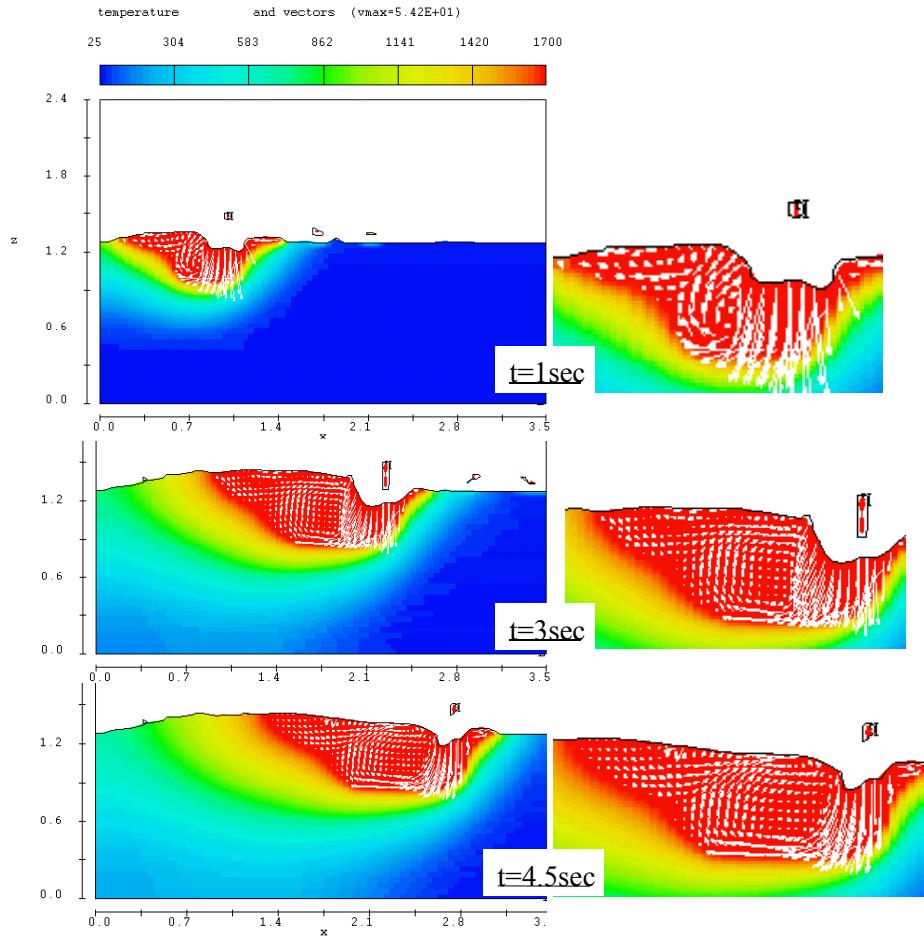 temperature and vectors (vmax=5.42E+01)
25 304 583 862 1141 1420 1700
2.4
1.8
z
1.2
0.6
0.0
t=1sec
0.0 0.7 1.4 2.1 2.8 3.5
x
1.2
0.6
0.0
t=3sec
0.0 0.7 1.4 2.1 2.8 3.5
1.2
0.6
0.0
t=4.5sec
0.0 0.7 1.4 2.1 2.8 3.
x